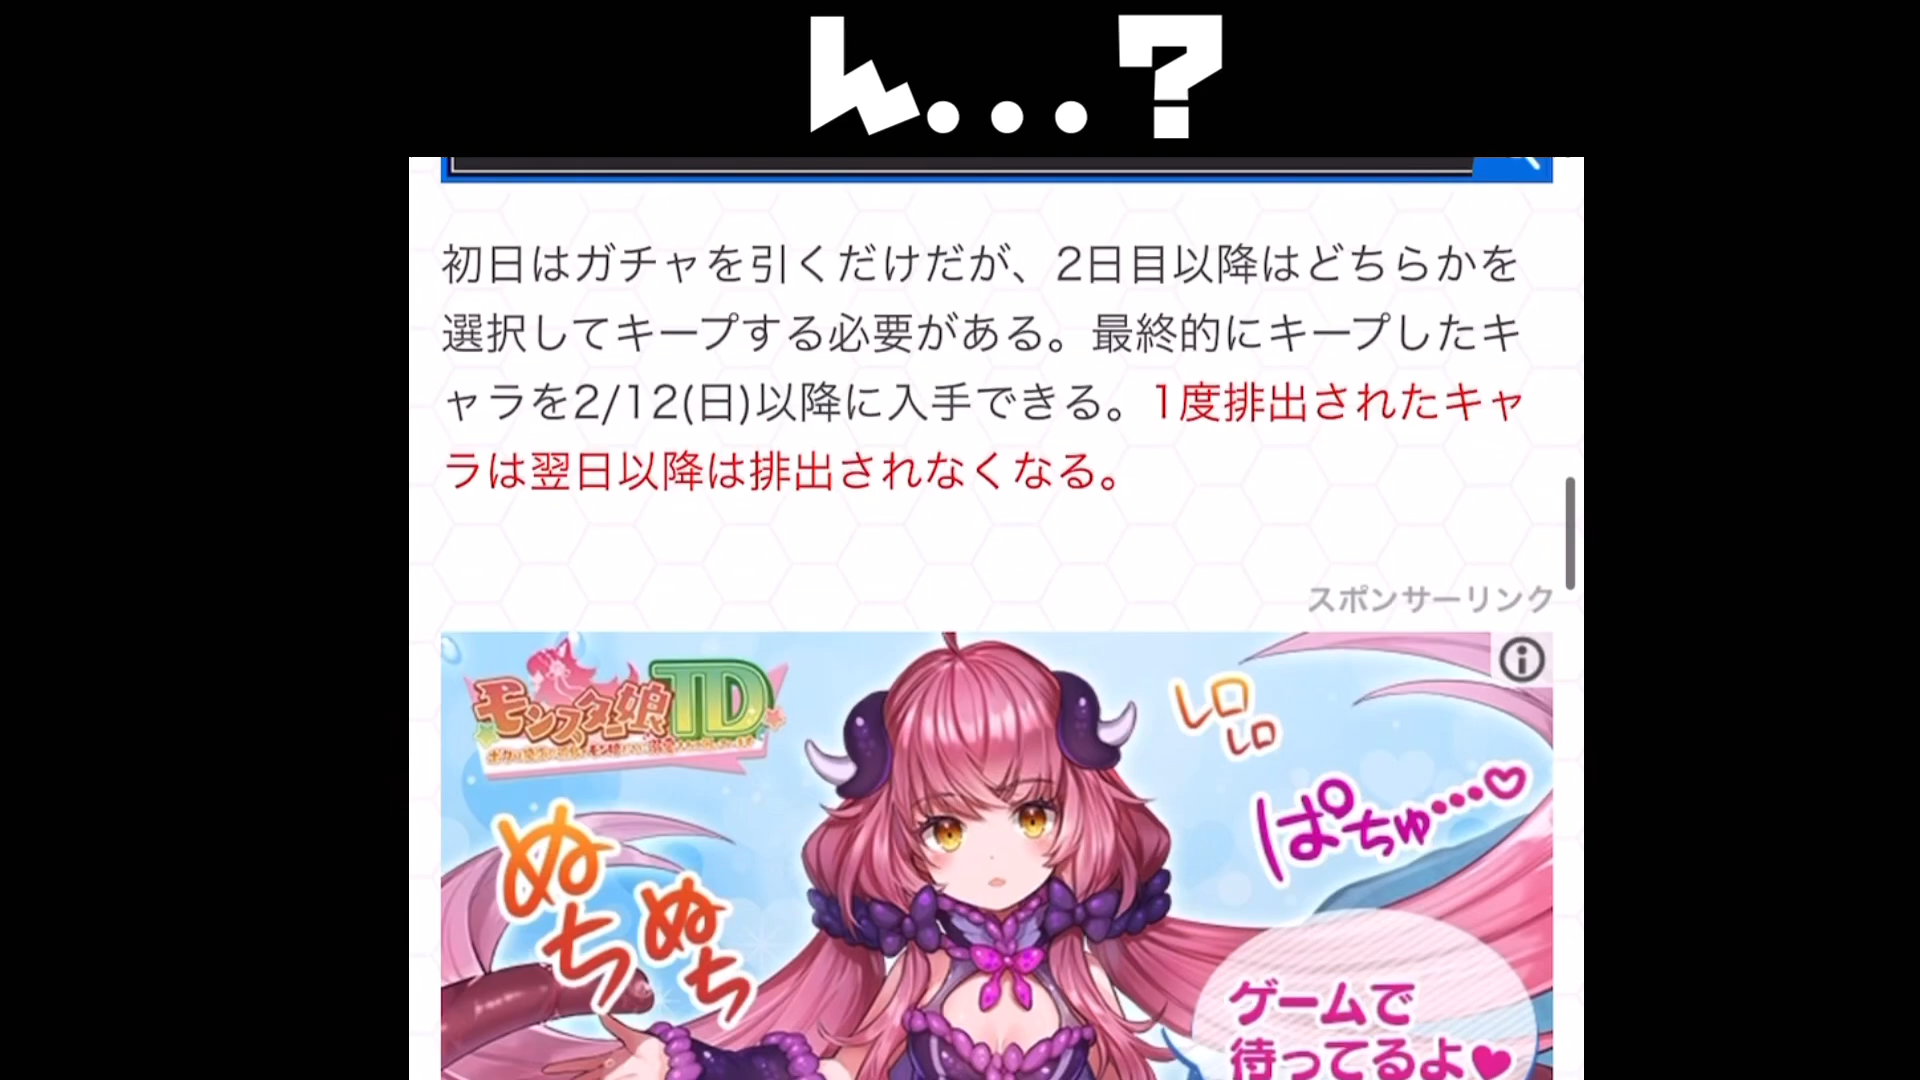 ん...?
初日はガチャを引くだけだが、2日目以降はどちらかを
選択してキープする必要がある。最終的にキープしたキ
ャラを2/12(日)以降に入手できる。1度排出されたキャ
ラは翌日以降は排出されなくなる。
スポンサーリンク
モンスター娘TD
ぬちぬち
ぱちゅ…♡
ゲームで
待ってるよ♥